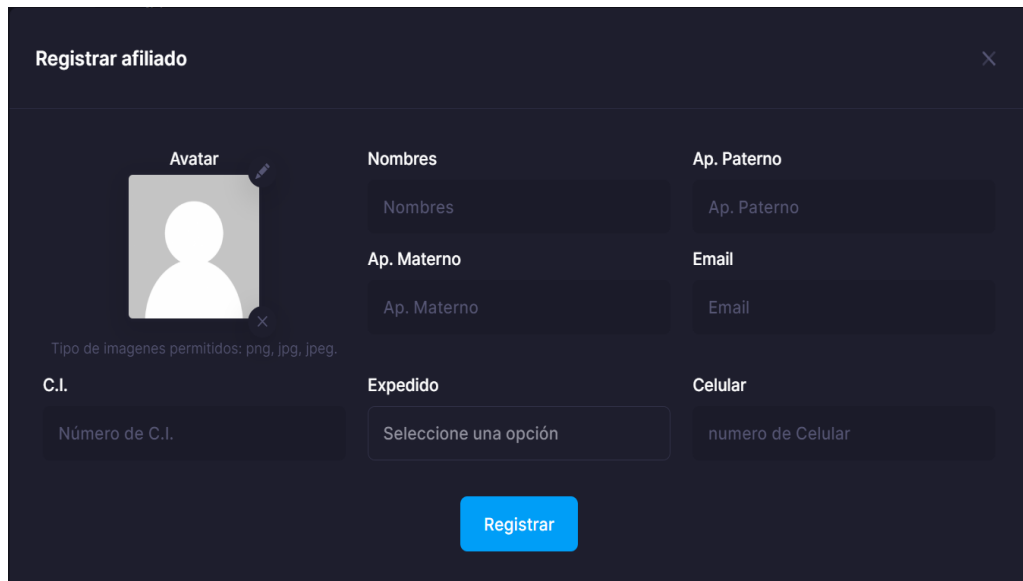 Registrar afiliado
Avatar
Nombres
Ap. Paterno
Nombres
Ap. Paterno
Ap. Materno
Email
Ap. Materno
Email
Tipo de imagenes permitidos: png, jpg, jpeg.
C.I.
Expedido
Celular
Número de C.I.
Seleccione una opción
numero de Celular
Registrar